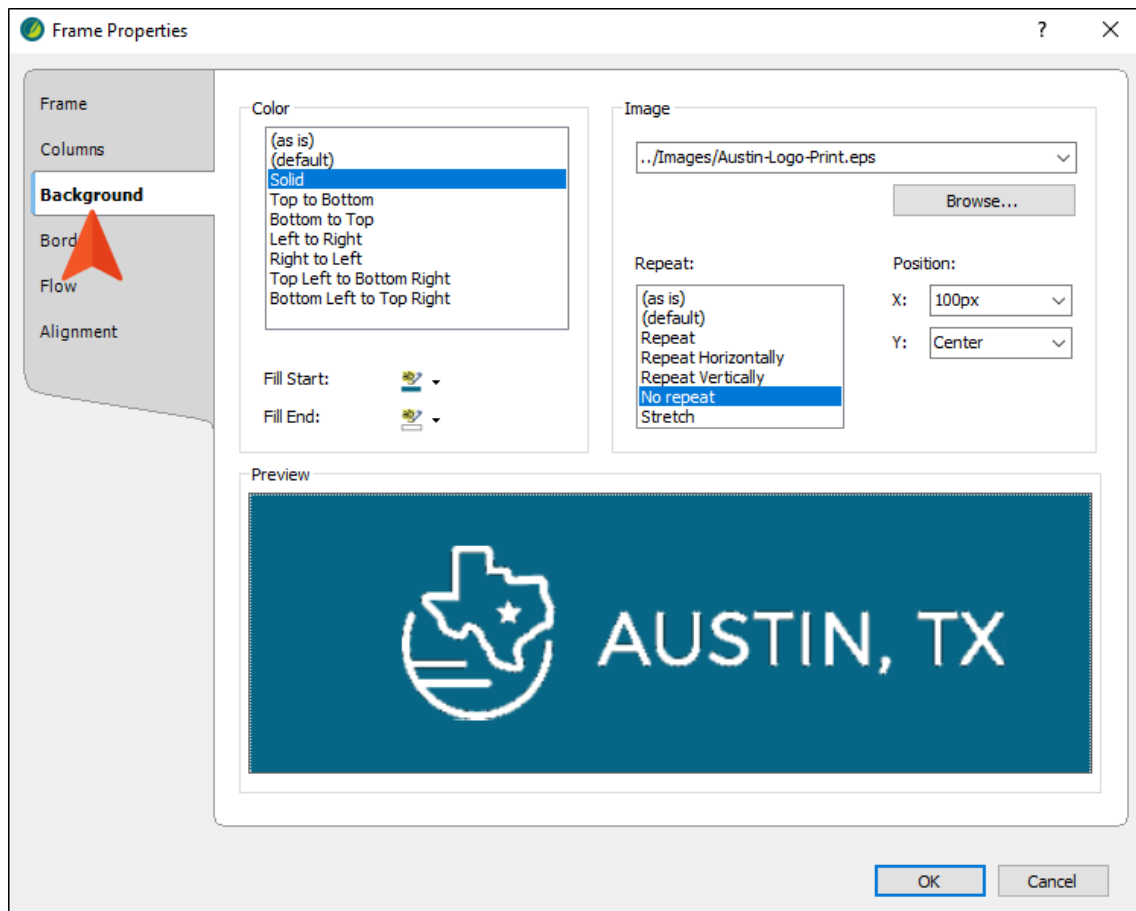 Frame Properties
?
Frame
Columns
Background
Bord
Flow
Alignment
Color
(as is)
(default)
Solid
Top to Bottom
Bottom to Top
Left to Right
Right to Left
Top Left to Bottom Right
Bottom Left to Top Right
Fill Start:
Fill End:
Image
../Images/Austin-Logo-Print.eps
Browse...
Repeat:
(as is)
(default)
Repeat
Repeat Horizontally
Repeat Vertically
No repeat
Stretch
Position:
X: 100px
Y: Center
Preview
AUSTIN, TX
OK
Cancel